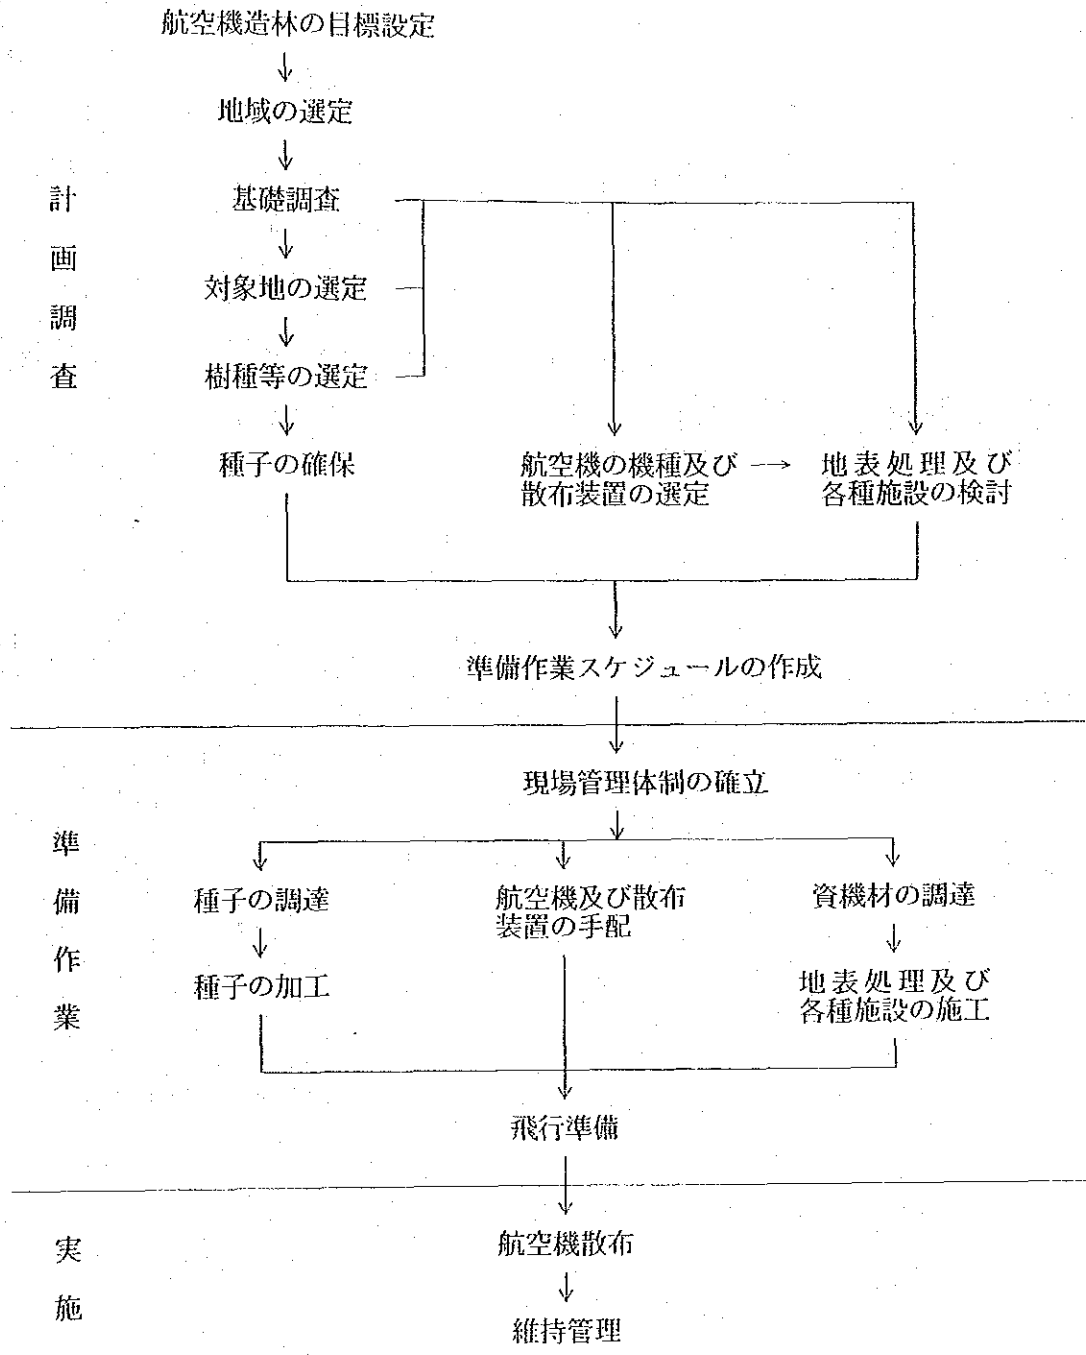 航空機造林の目標設定
地域の選定
計画調査
基礎調査
対象地の選定
樹種等の選定
種子の確保
航空機の機種及び
散布装置の選定
地表処理及び
各種施設の検討
準備作業スケジュールの作成
準備作業
現場管理体制の確立
種子の調達
種子の加工
航空機及び散布
装置の手配
資機材の調達
地表処理及び
各種施設の施工
飛行準備
実施
航空機散布
維持管理